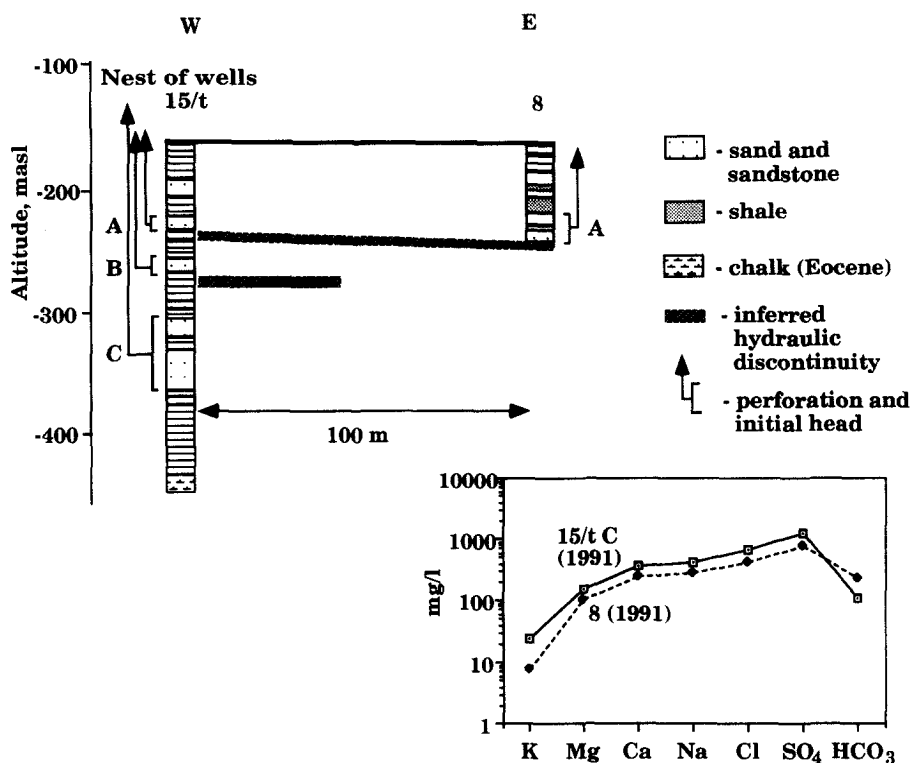 W
E
-100
-200
-300
-400
Altitude, masl
Nest of wells
15/t
8
A
B
C
A
100 m
- sand and
sandstone
- shale
- chalk (Eocene)
- inferred
hydraulic
discontinuity
- perforation and
initial head
10000
1000
100
10
1
mg/l
15/t C
(1991)
8 (1991)
K Mg Ca Na Cl SO₄ HCO₃